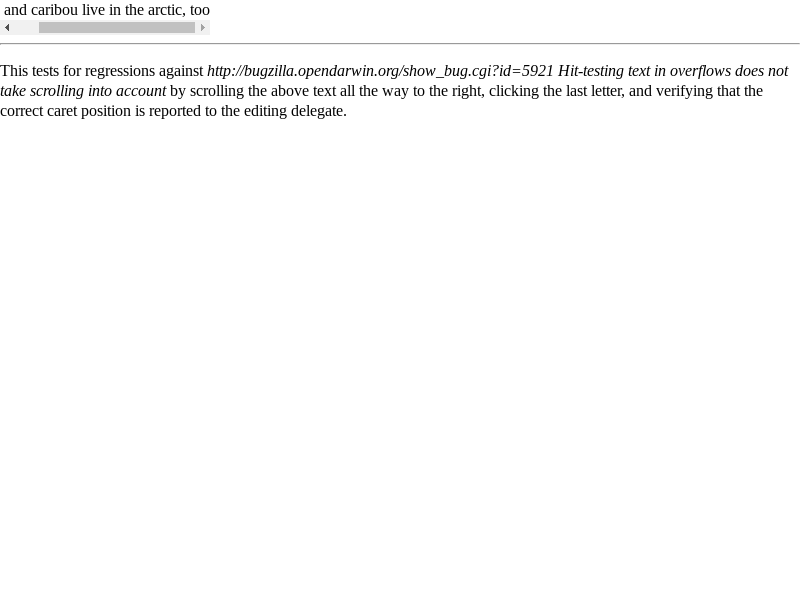 and caribou live in the arctic, too
This tests for regressions against http://bugzilla.opendarwin.org/show_bug.cgi?id=5921 Hit-testing text in overflows does not
take scrolling into account by scrolling the above text all the way to the right, clicking the last letter, and verifying that the
correct caret position is reported to the editing delegate.